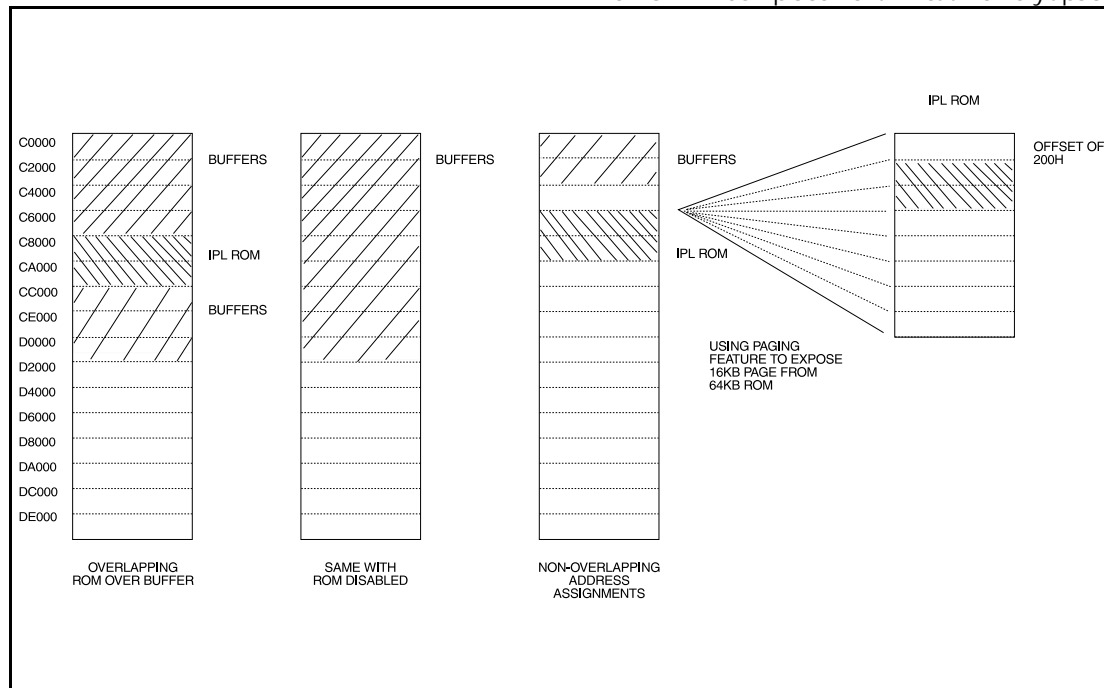 IPL ROM
C0000
C2000
C4000
C6000
C8000
CA000
CC000
CE000
D0000
D2000
D4000
D6000
D8000
DA000
DC000
DE000
BUFFERS
IPL ROM
BUFFERS
OVERLAPPING
ROM OVER BUFFER
BUFFERS
SAME WITH
ROM DISABLED
BUFFERS
IPL ROM
NON-OVERLAPPING
ADDRESS
ASSIGNMENTS
USING PAGING
FEATURE TO EXPOSE
16KB PAGE FROM
64KB ROM
OFFSET OF
200H